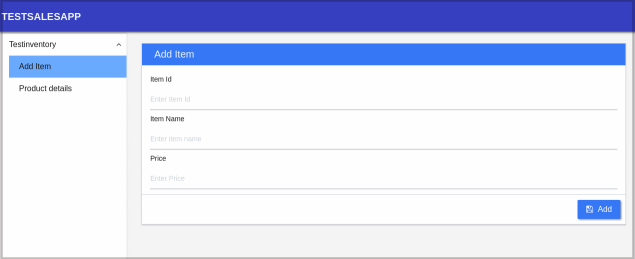 TESTSALESAPP
Testinventory
Add Item
Product details
Add Item
Item Id
Enter Item Id
Item Name
Enter Item name
Price
Enter Price
Add